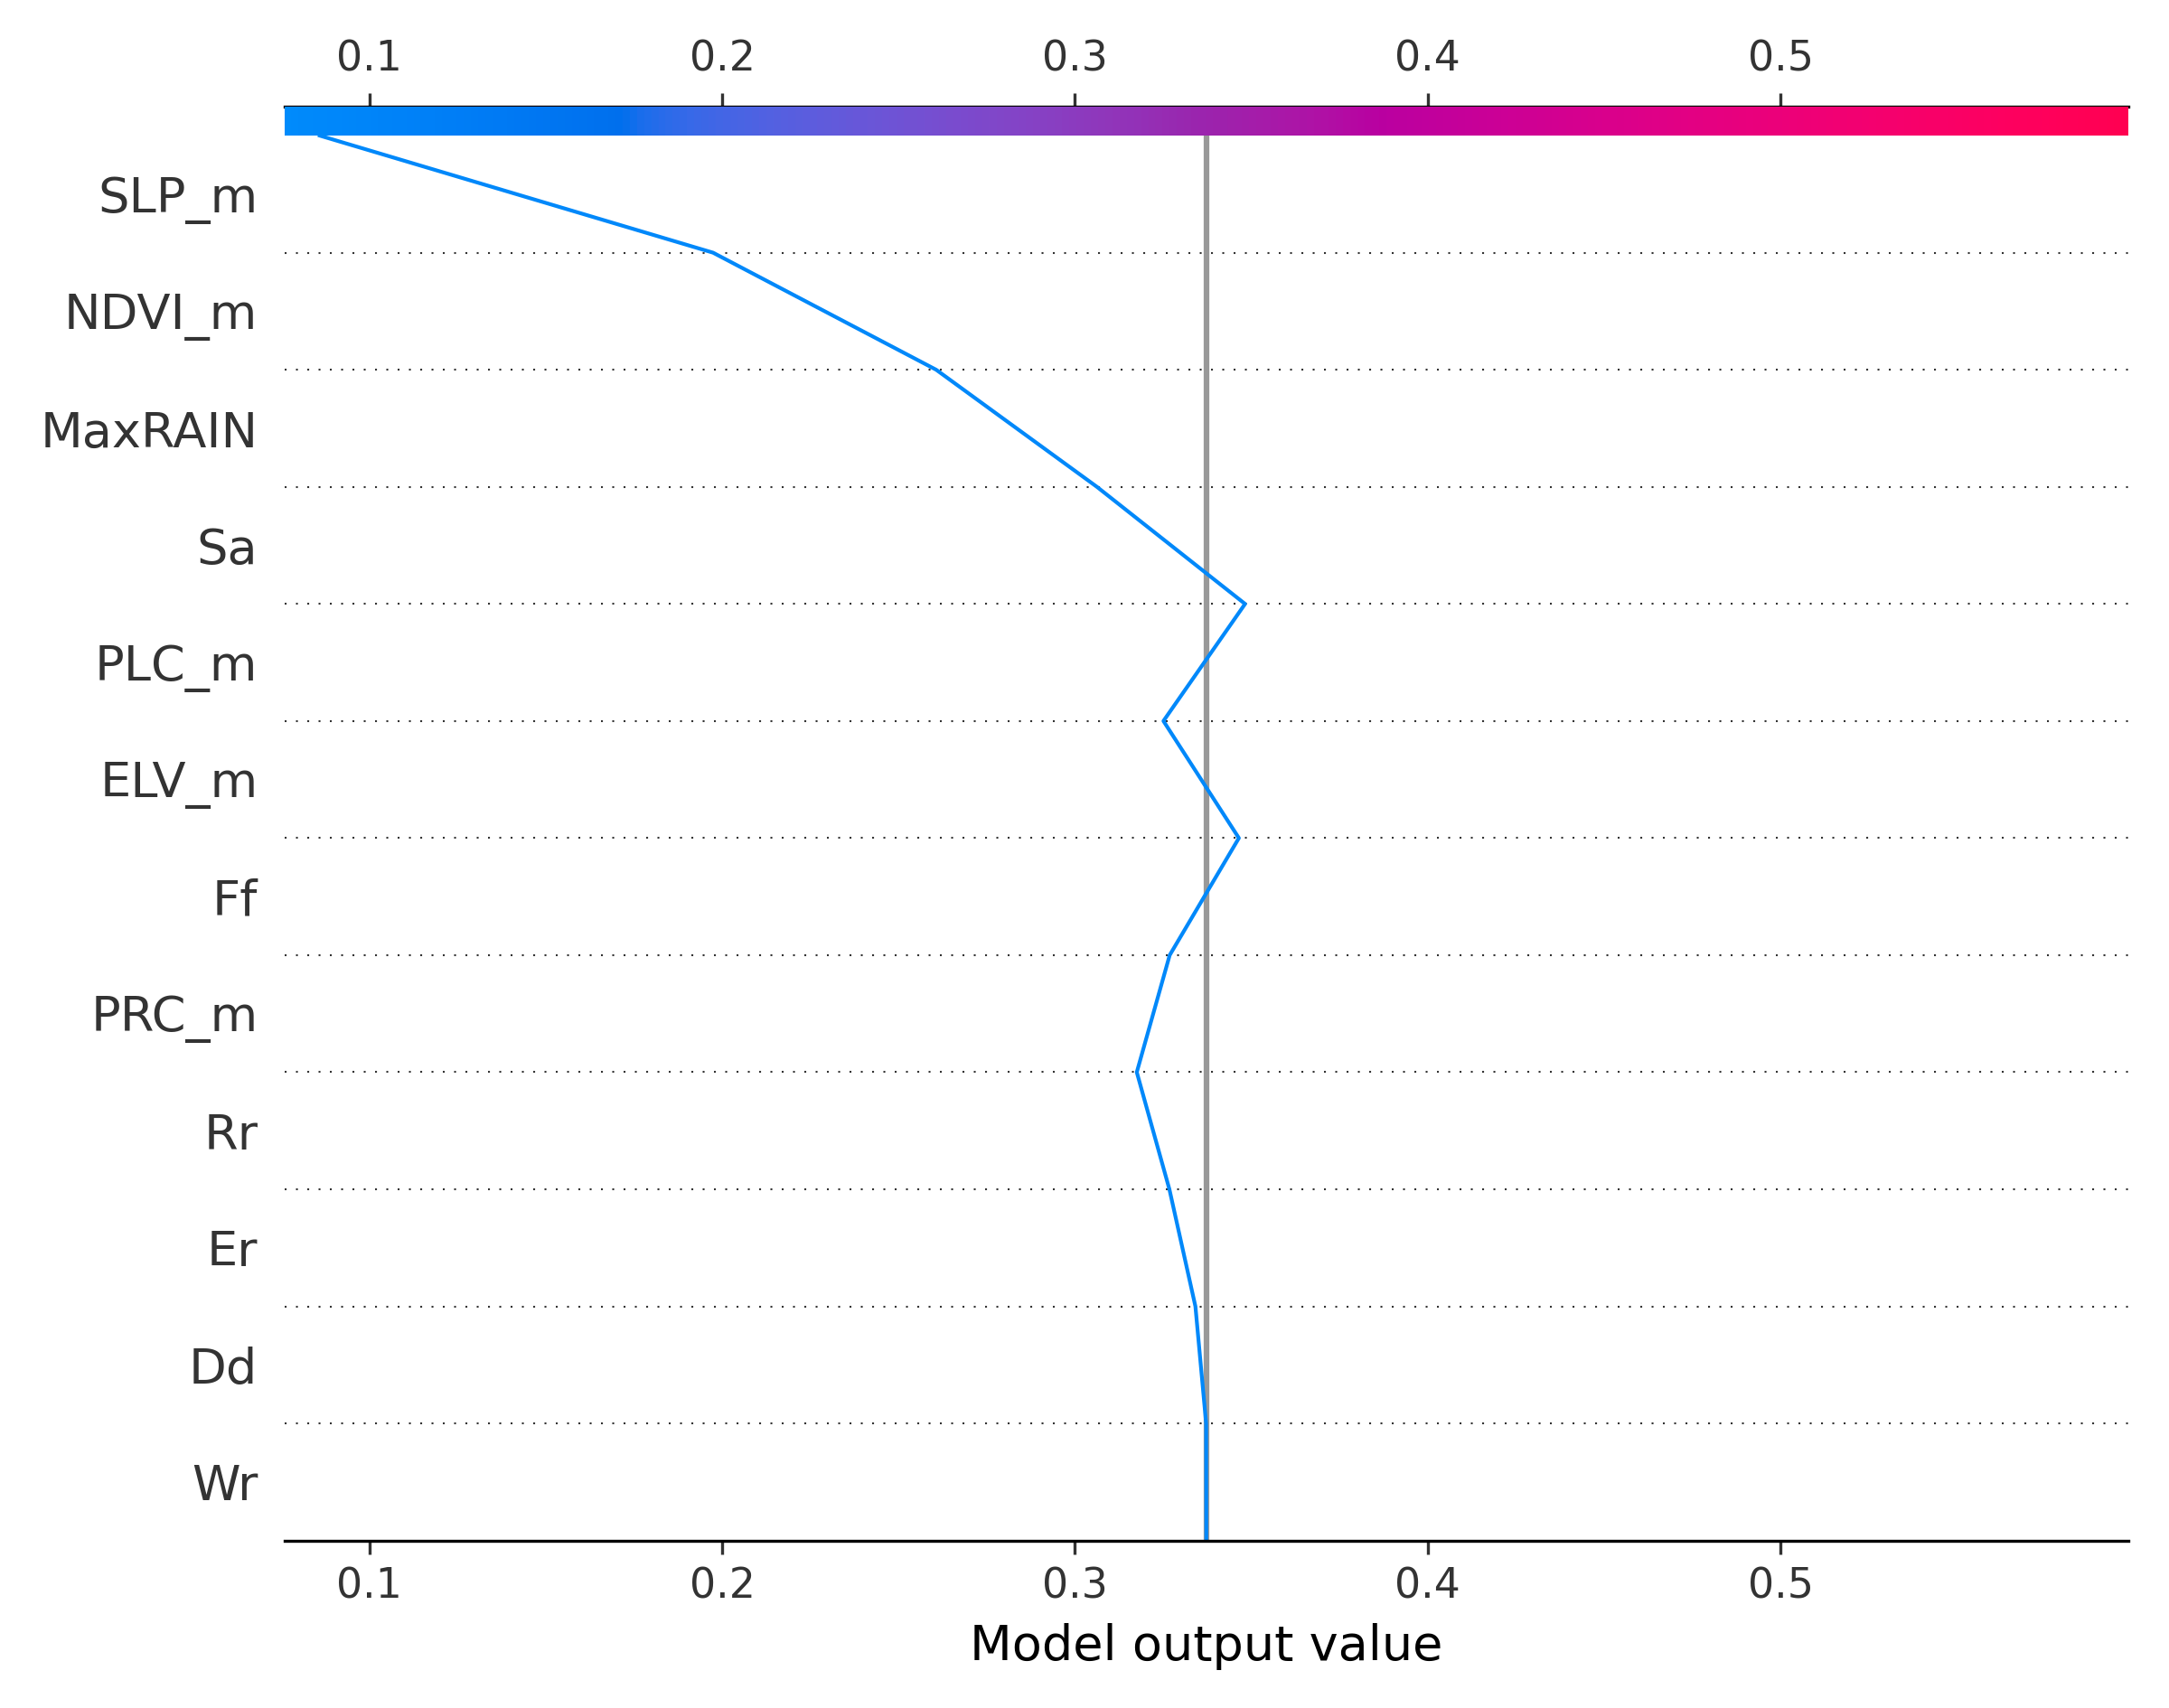 0.1 0.2 0.3 0.4 0.5
SLP_m
NDVI_m
MaxRAIN
Sa
PLC_m
ELV_m
Ff
PRC_m
Rr
Er
Dd
Wr
0.1 0.2 0.3 0.4 0.5
Model output value